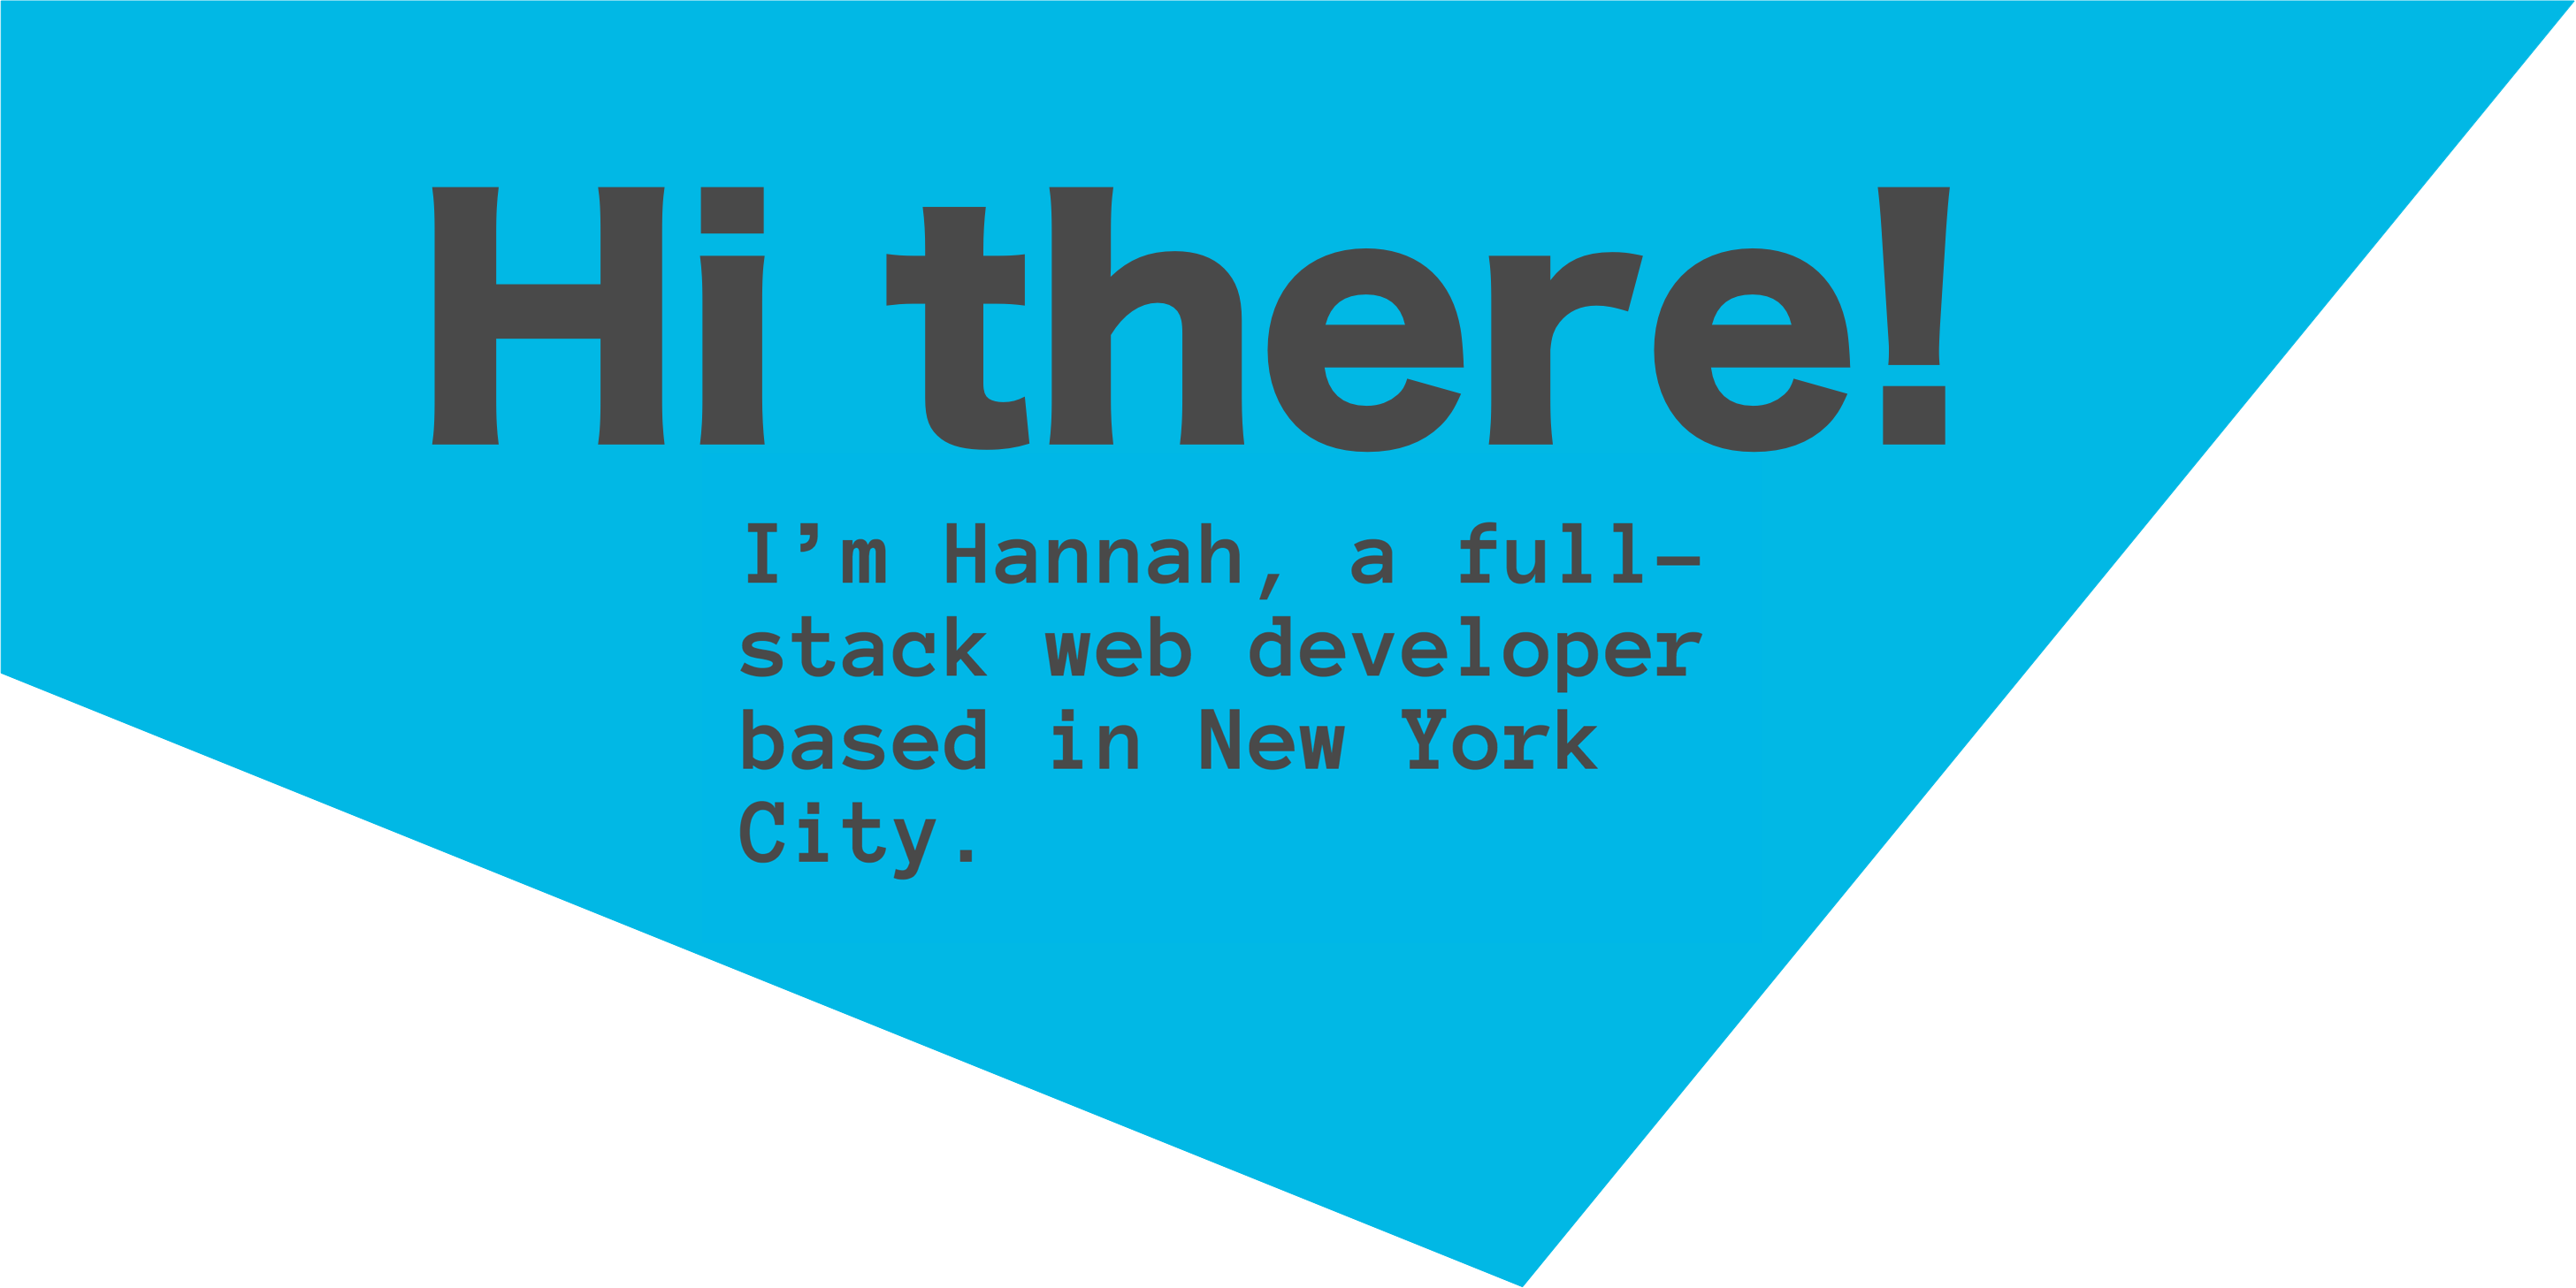 Hi there!
I’m Hannah, a full-
stack web developer
based in New York
City.